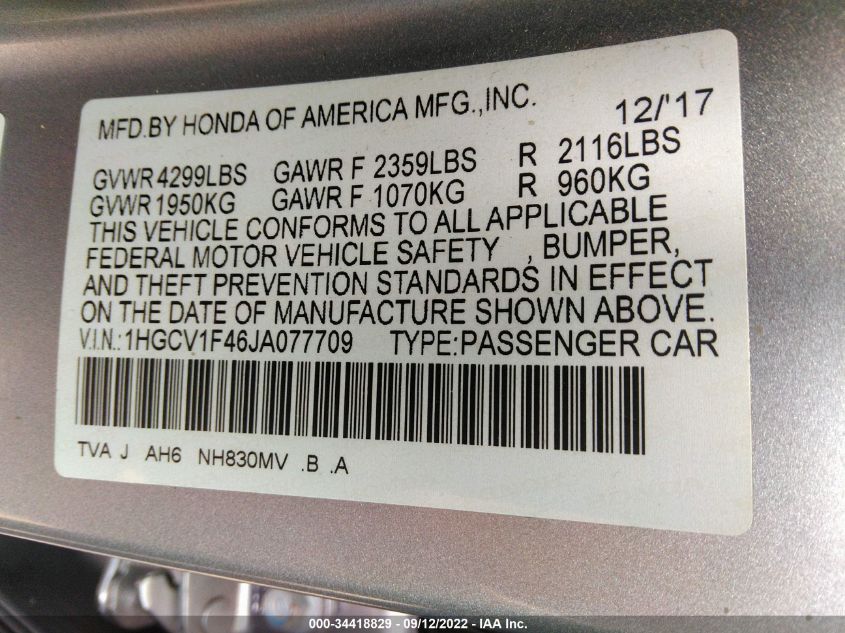 MFD.BY HONDA OF AMERICA MFG.,INC. 12/'17
GVWR 4299LBS GAWR F 2359LBS R 2116LBS
GVWR 1950KG GAWR F 1070KG R 960KG
THIS VEHICLE CONFORMS TO ALL APPLICABLE
FEDERAL MOTOR VEHICLE SAFETY , BUMPER,
AND THEFT PREVENTION STANDARDS IN EFFECT
ON THE DATE OF MANUFACTURE SHOWN ABOVE.
V.I.N.:1HGCV1F46JA077709 TYPE:PASSENGER CAR
TVA J AH6 NH830MV .B .A
000-34418829 - 09/12/2022 - IAA Inc.